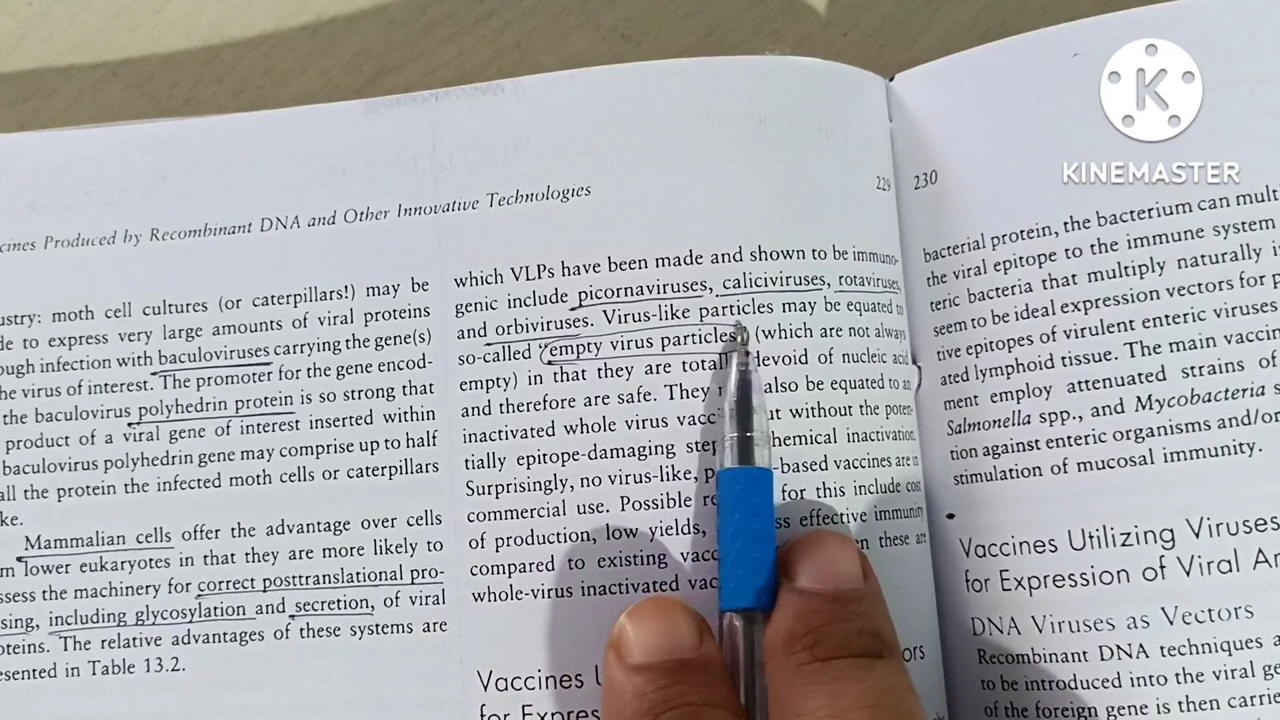 cines Produced by Recombinant DNA and Other Innovative Technologies
229
ustry: moth cell cultures (or caterpillars!) may be
de to express very large amounts of viral proteins
ough infection with baculoviruses carrying the gene(s)
he virus of interest. The promoter for the gene encod-
the baculovirus polyhedrin protein is so strong that
product of a viral gene of interest inserted within
baculovirus polyhedrin gene may comprise up to half
all the protein the infected moth cells or caterpillars
ke.
Mammalian cells offer the advantage over cells
m lower eukaryotes in that they are more likely to
ssess the machinery for correct posttranslational pro-
sing, including glycosylation and secretion, of viral
oteins. The relative advantages of these systems are
esented in Table 13.2.
which VLPs have been made and shown to be immuno-
genic include picornaviruses, caliciviruses, rotaviruses,
and orbiviruses. Virus-like particles may be equated to
so-called "empty virus particles" (which are not always
empty) in that they are totall devoid of nucleic acid
and therefore are safe. They also be equated to an
inactivated whole virus vacc ut without the poten-
tially epitope-damaging step hemical inactivation.
Surprisingly, no virus-like, p -based vaccines are in
commercial use. Possible re for this include cost
of production, low yields, ss effective immunity
compared to existing vacc en these are
whole-virus inactivated vac
Vaccines U ors
for Expres
230
bacterial protein, the bacterium can mult
the viral epitope to the immune system
teric bacteria that multiply naturally i
seem to be ideal expression vectors for p
tive epitopes of virulent enteric viruses
ated lymphoid tissue. The main vaccin
ment employ attenuated strains of
Salmonella spp., and Mycobacteria s
tion against enteric organisms and/or
stimulation of mucosal immunity.
Vaccines Utilizing Viruses
for Expression of Viral An
DNA Viruses as Vectors
Recombinant DNA techniques a
to be introduced into the viral ge
of the foreign gene is then carrie
K
KINEMASTER